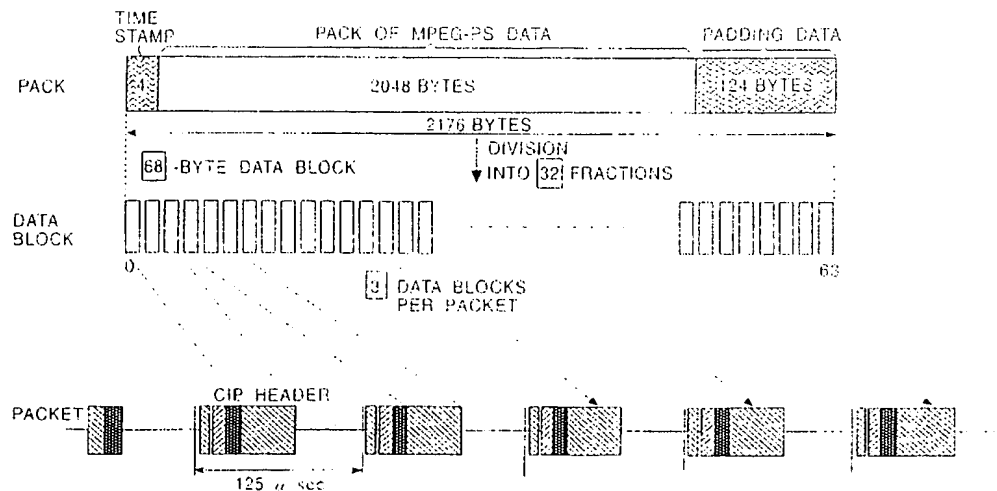 TIME
STAMP
PACK OF MPEG-PS DATA
PADDING DATA
PACK
4
2048 BYTES
124 BYTES
2176 BYTES
68 -BYTE DATA BLOCK
DIVISION
INTO 32 FRACTIONS
DATA
BLOCK
0
63
3 DATA BLOCKS
PER PACKET
CIP HEADER
PACKET
125 μ sec